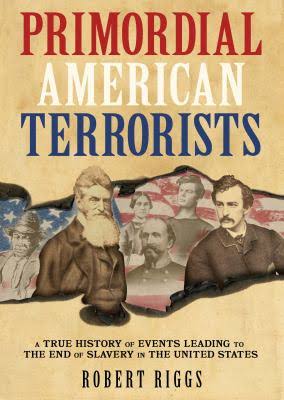 PRIMORDIAL
AMERICAN
TERRORISTS
A TRUE HISTORY OF EVENTS LEADING TO
THE END OF SLAVERY IN THE UNITED STATES
ROBERT RIGGS